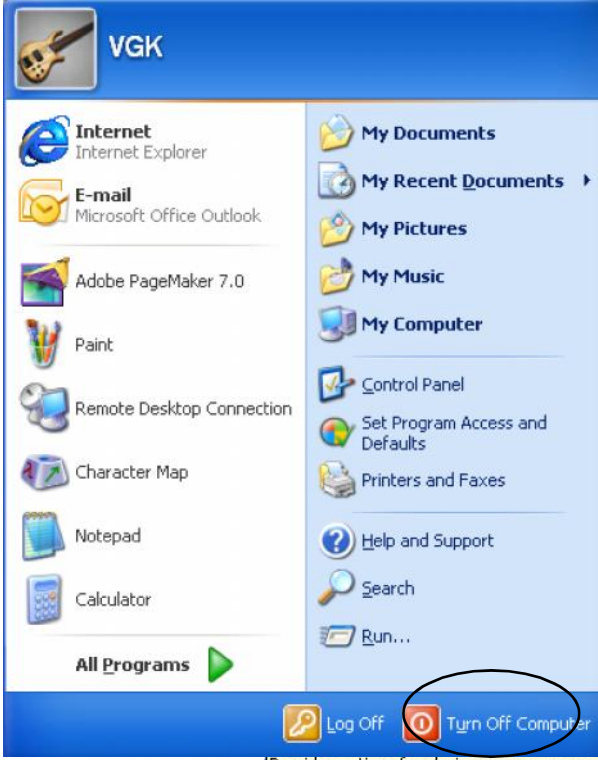 VGK
Internet
Internet Explorer
E-mail
Microsoft Office Outlook
Adobe PageMaker 7.0
Paint
Remote Desktop Connection
Character Map
Notepad
Calculator
All Programs
My Documents
My Recent Documents
My Pictures
My Music
My Computer
Control Panel
Set Program Access and
Defaults
Printers and Faxes
Help and Support
Search
Run...
Log Off
Turn Off Computer